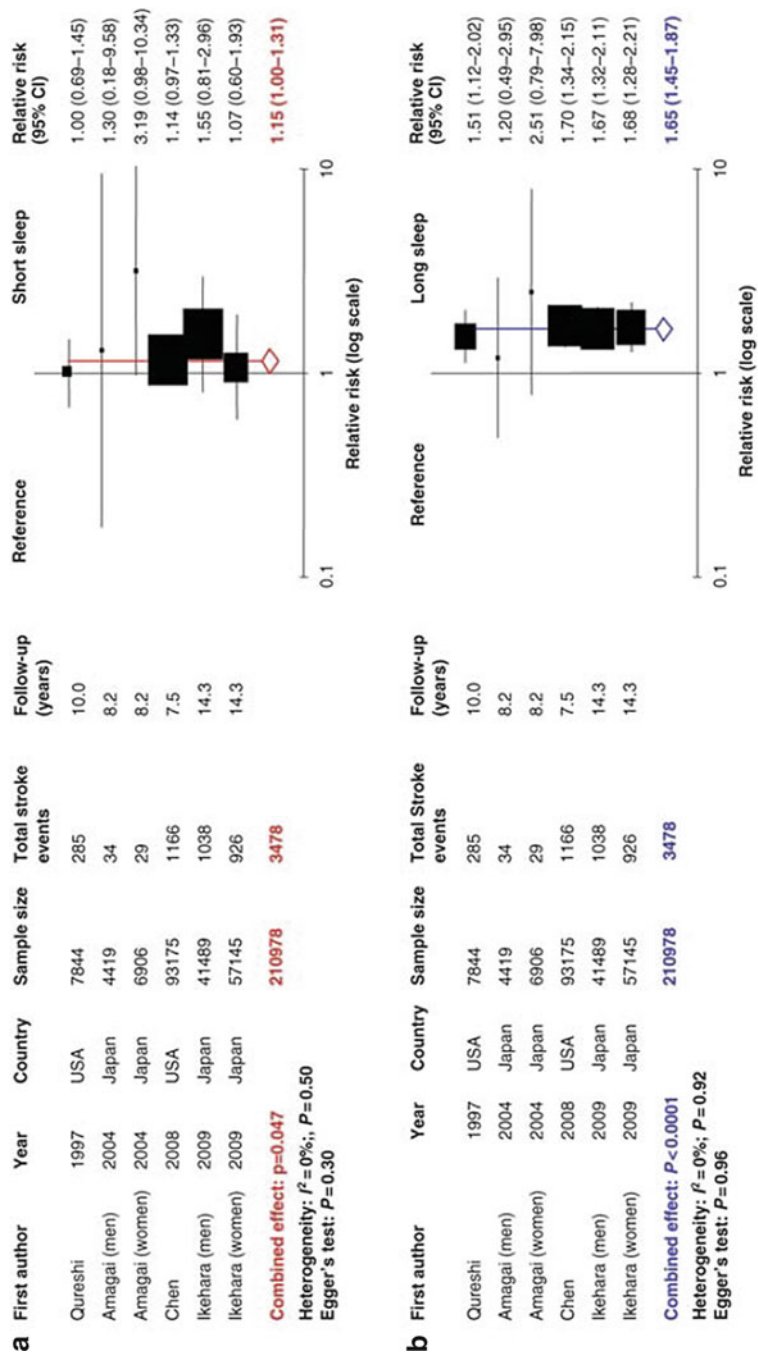 a
First author Year Country Sample size Total stroke events Follow-up (years) Reference Short sleep Relative risk (95% CI)
Qureshi 1997 USA 7844 285 10.0 1.00 (0.69–1.45)
Amagai (men) 2004 Japan 4419 34 8.2 1.30 (0.18–9.58)
Amagai (women) 2004 Japan 6906 29 8.2 3.19 (0.98–10.34)
Chen 2008 USA 93175 1166 7.5 1.14 (0.97–1.33)
Ikehara (men) 2009 Japan 41489 1038 14.3 1.55 (0.81–2.96)
Ikehara (women) 2009 Japan 57145 926 14.3 1.07 (0.60–1.93)
Combined effect: p=0.047 210978 3478 1.15 (1.00–1.31)
Heterogeneity: I²=0%;, P=0.50
Egger's test: P=0.30
0.1 1 10
Relative risk (log scale)
b
First author Year Country Sample size Total Stroke events Follow-up (years) Reference Long sleep Relative risk (95% CI)
Qureshi 1997 USA 7844 285 10.0 1.51 (1.12–2.02)
Amagai (men) 2004 Japan 4419 34 8.2 1.20 (0.49–2.95)
Amagai (women) 2004 Japan 6906 29 8.2 2.51 (0.79–7.98)
Chen 2008 USA 93175 1166 7.5 1.70 (1.34–2.15)
Ikehara (men) 2009 Japan 41489 1038 14.3 1.67 (1.32–2.11)
Ikehara (women) 2009 Japan 57145 926 14.3 1.68 (1.28–2.21)
Combined effect: P<0.0001 210978 3478 1.65 (1.45–1.87)
Heterogeneity: I²=0%; P=0.92
Egger's test: P=0.96
0.1 1 10
Relative risk (log scale)